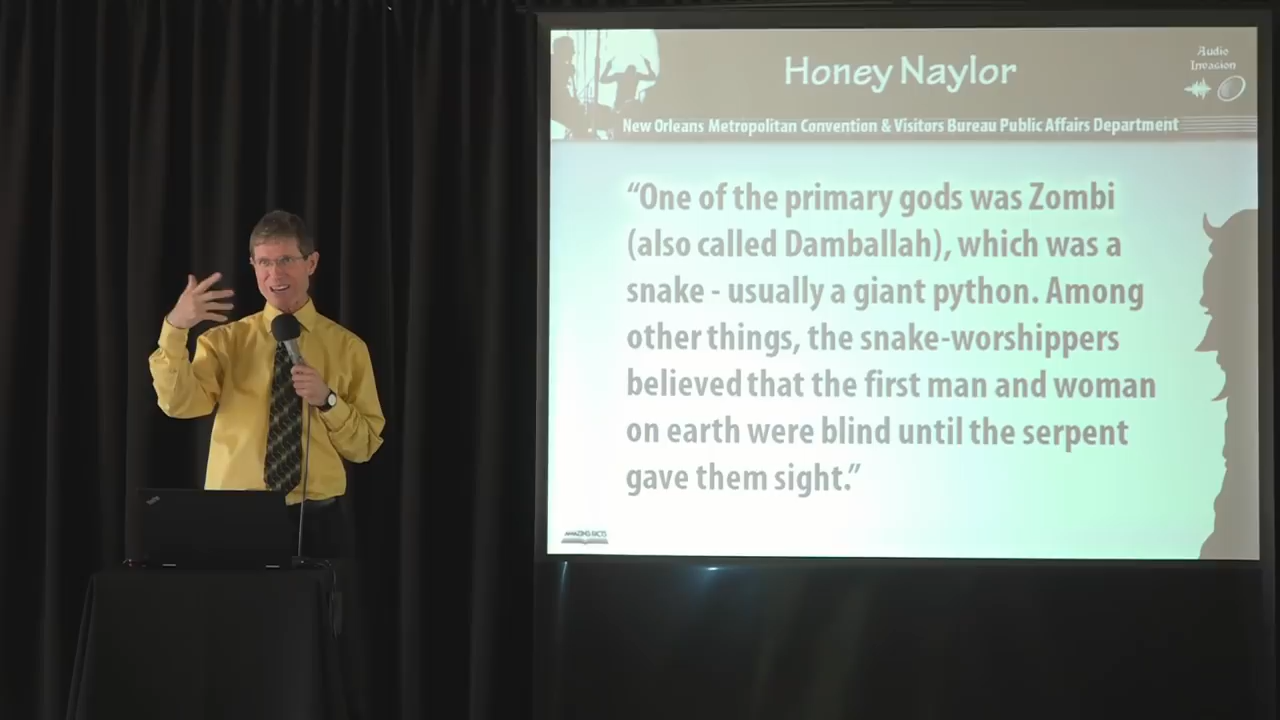 Honey Naylor
Audio
Invasion
New Orleans Metropolitan Convention & Visitors Bureau Public Affairs Department
“One of the primary gods was Zombi
(also called Damballah), which was a
snake - usually a giant python. Among
other things, the snake-worshippers
believed that the first man and woman
on earth were blind until the serpent
gave them sight.”
AMAZING FACTS